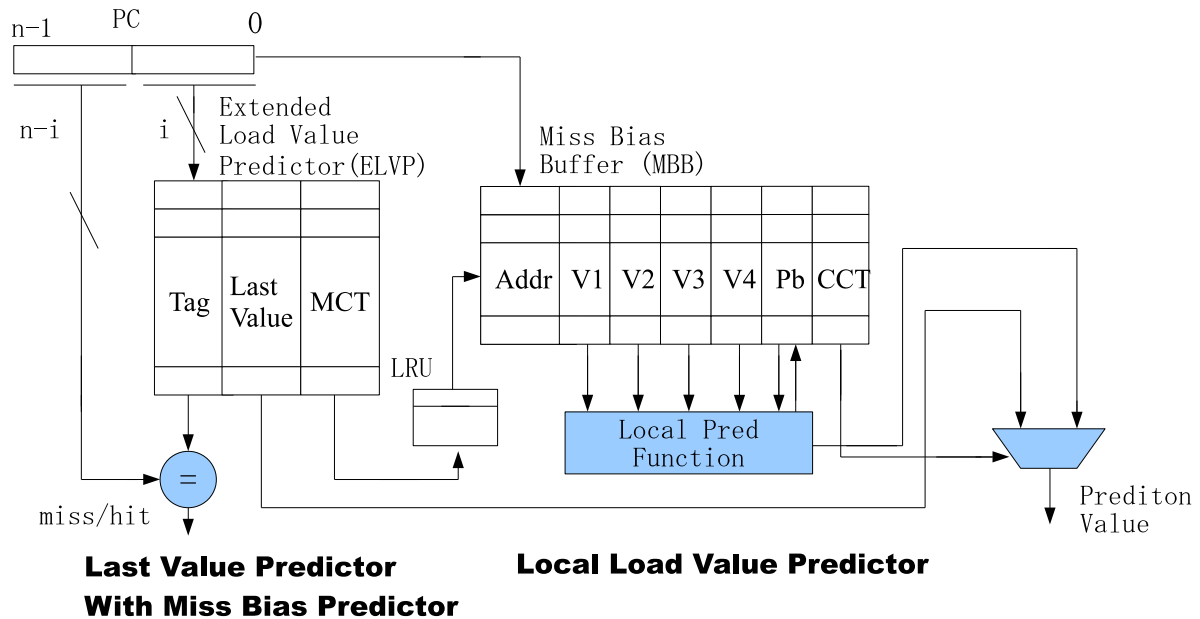 n-1
PC
0
n-i
i
Extended
Load Value
Predictor(ELVP)
Miss Bias
Buffer (MBB)
Tag
Last
Value
MCT
LRU
Addr
V1
V2
V3
V4
Pb
CCT
Local Pred
Function
=
miss/hit
Prediton
Value
Last Value Predictor
With Miss Bias Predictor
Local Load Value Predictor